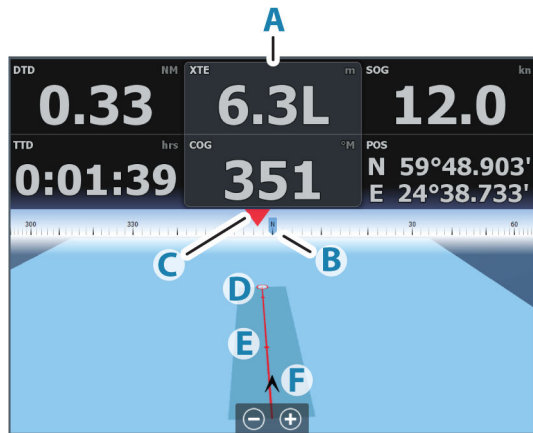 A
DTD NM XTE m SOG kn
0.33 6.3L 12.0
TTD hrs COG °M POS
0:01:39 351 N 59°48.903'
E 24°38.733'
300 330 N 30 60
C B
D
E
F